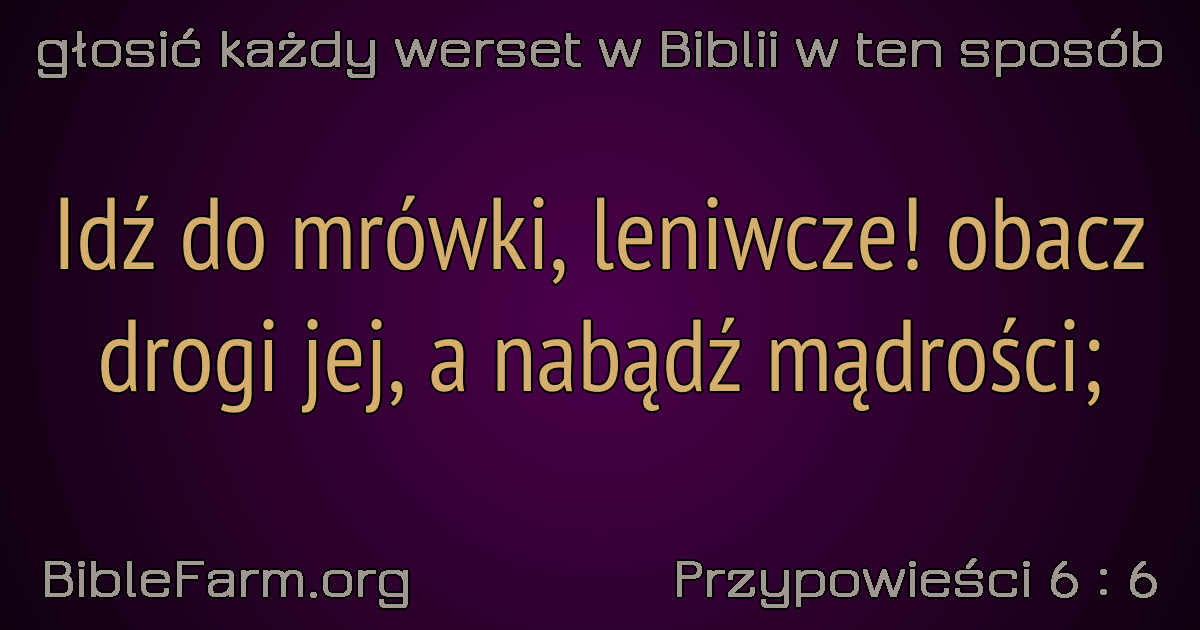 głosić każdy werset w Biblii w ten sposób
Idź do mrówki, leniwcze! obacz
drogi jej, a nabądź mądrości;
BibleFarm.org
Przypowieści 6 : 6